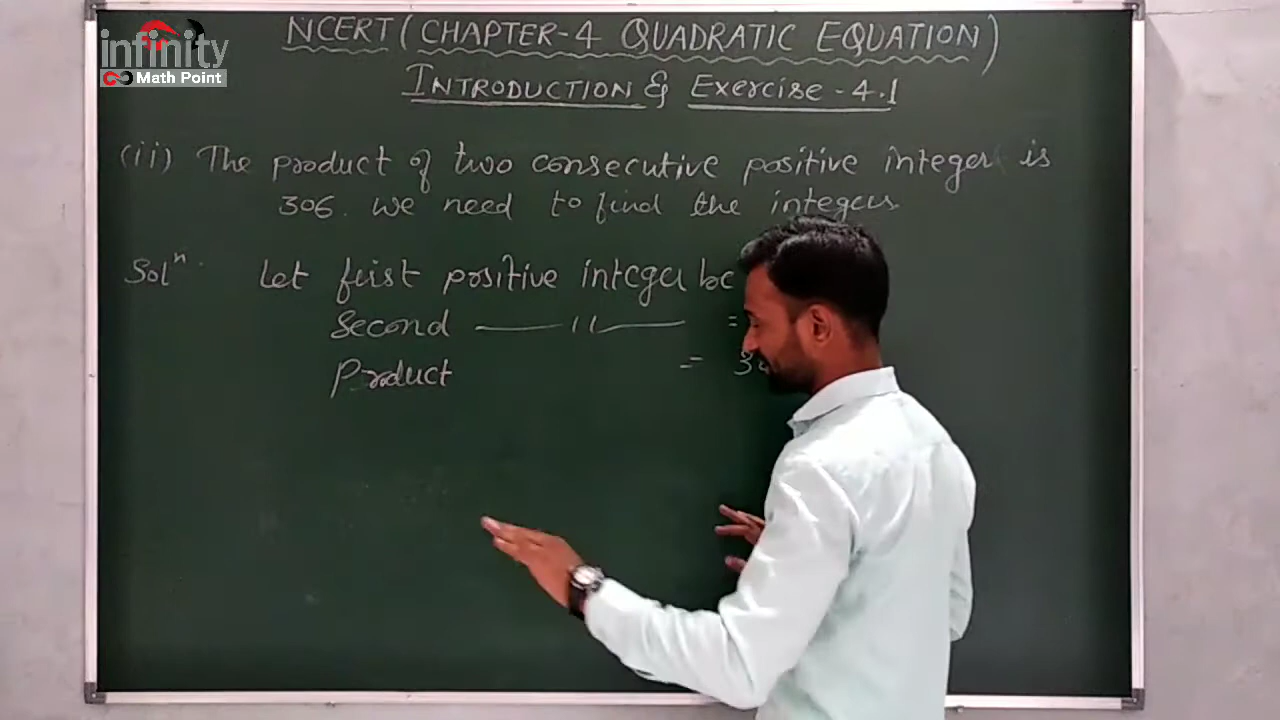 infinity
Math Point
NCERT (CHAPTER-4 QUADRATIC EQUATION)
INTRODUCTION & Exercise - 4.1
(ii) The product of two consecutive positive integer is
306. We need to find the integers.
Solⁿ. Let first positive integer be
Second —— 11 —— =
Product =